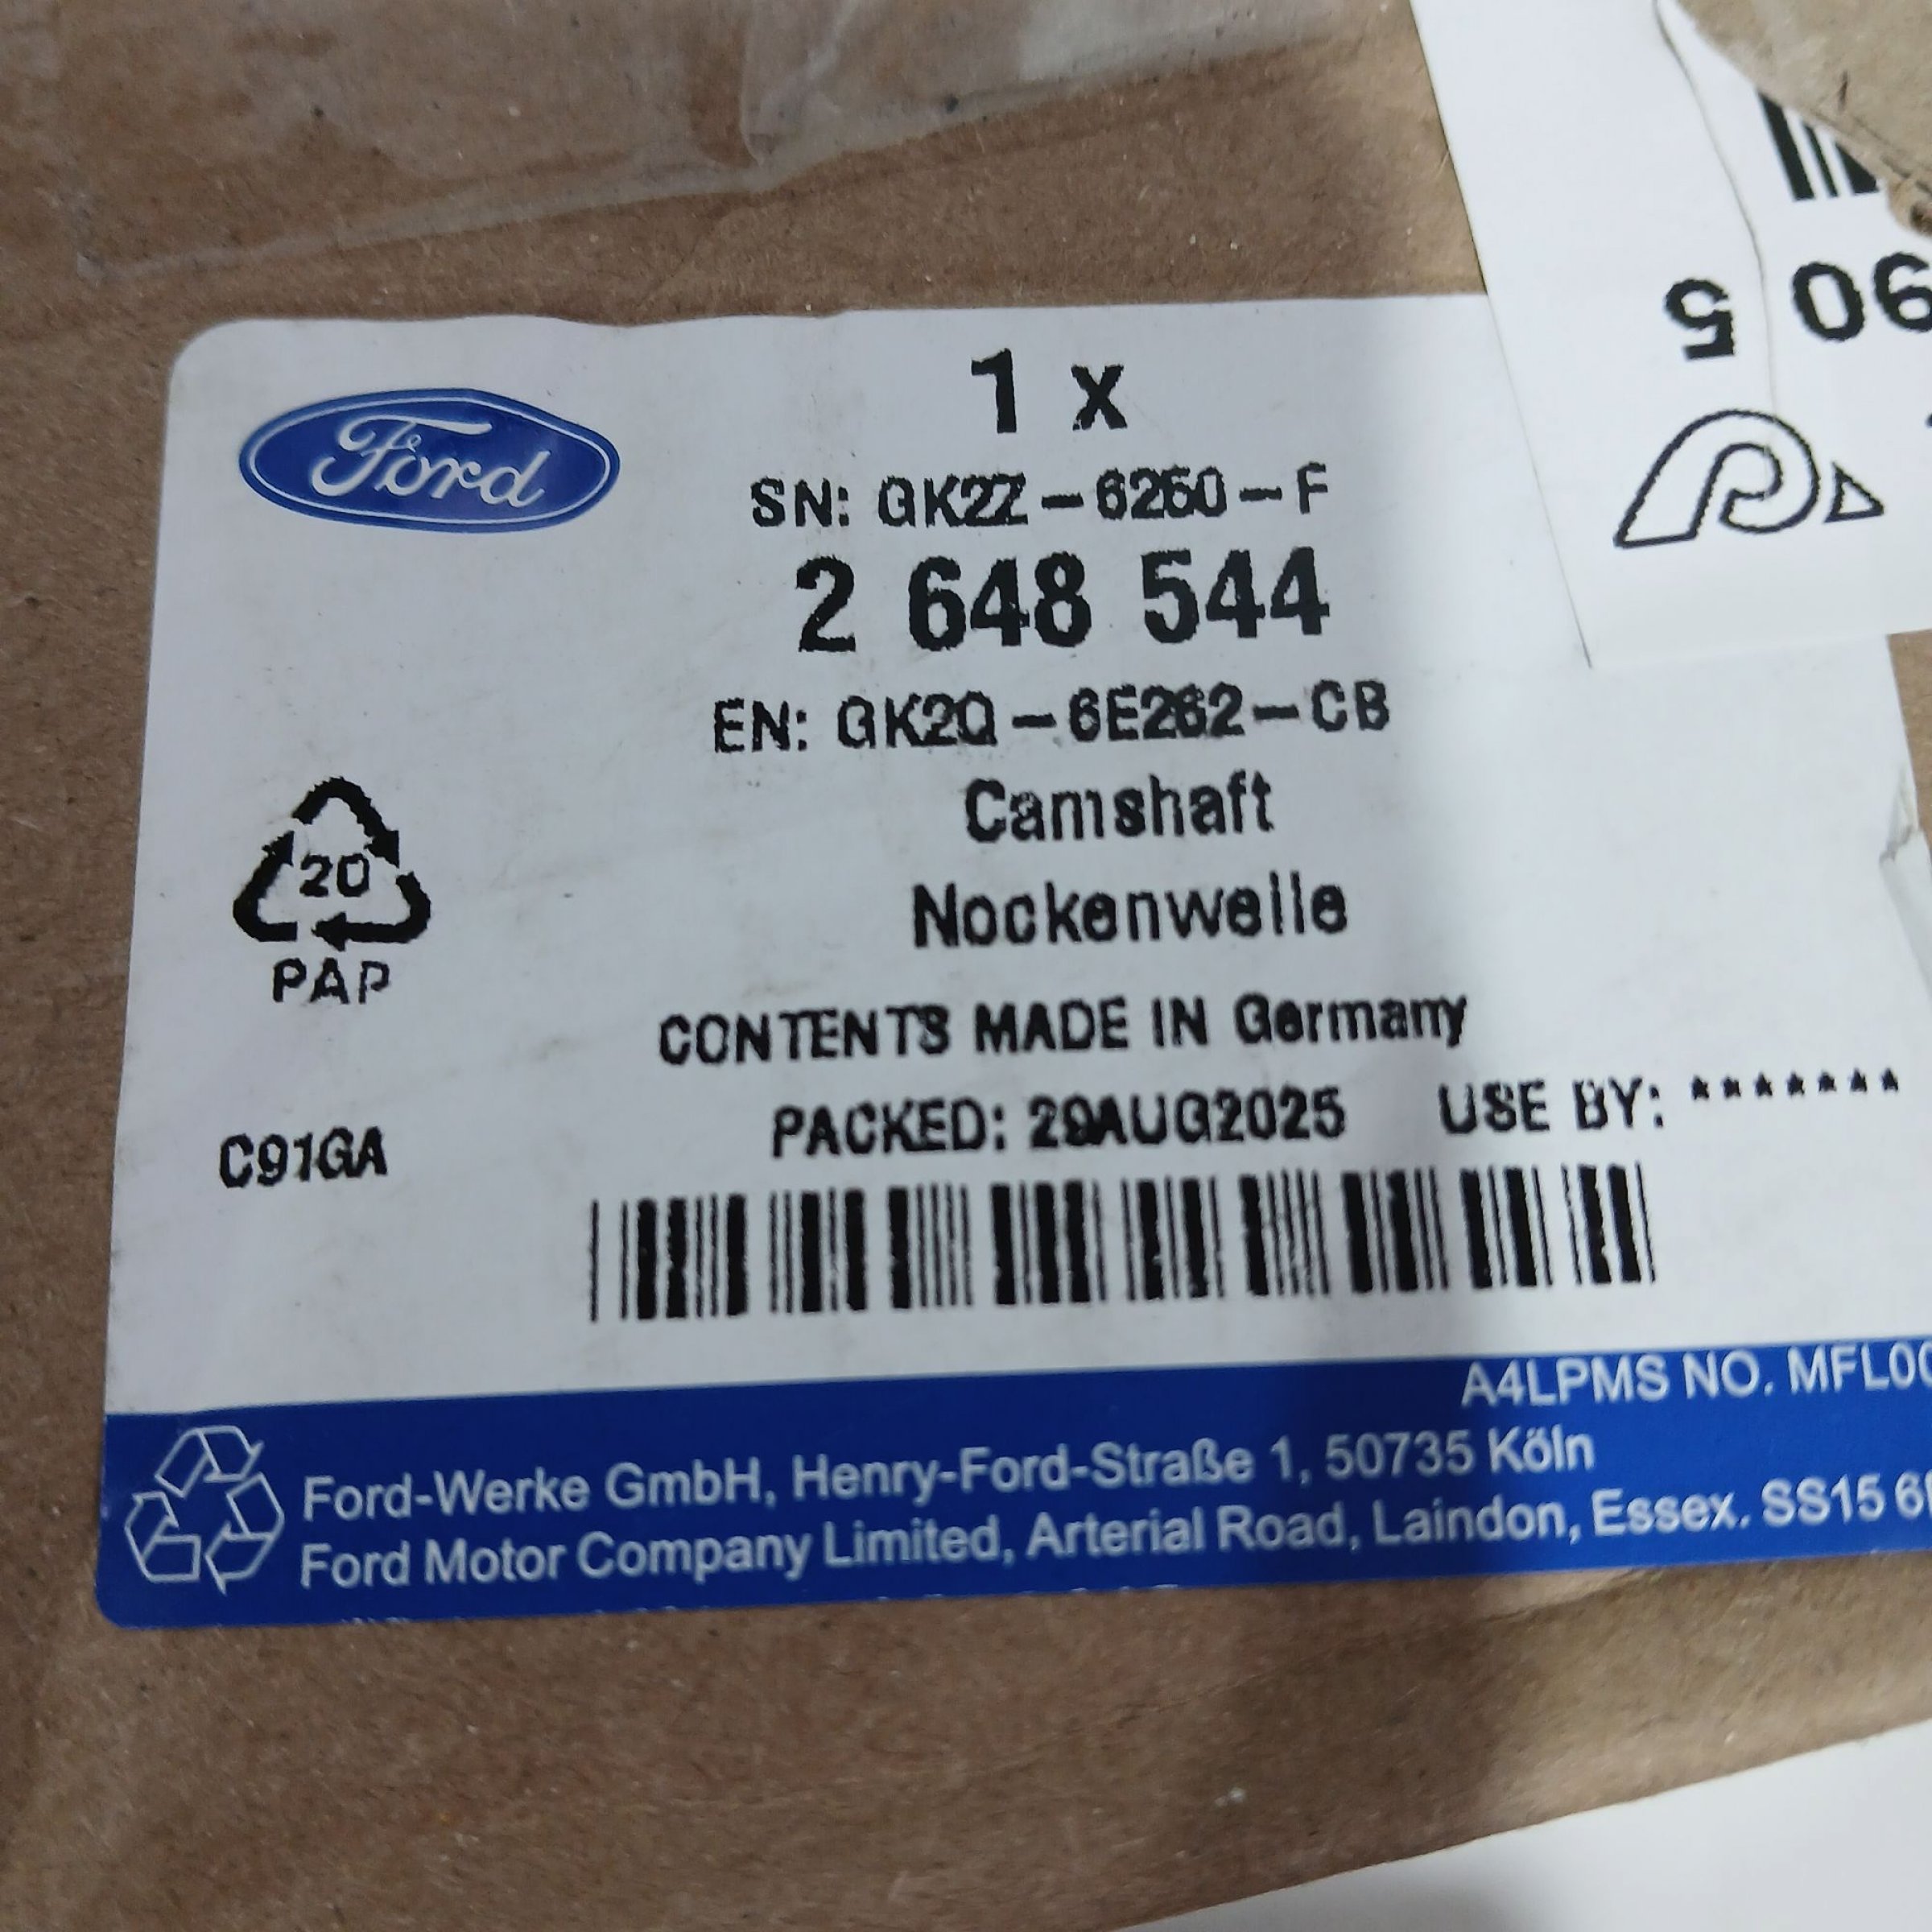 90 5
Ford
1 x
SN: GK2Z-6250-F
2 648 544
EN: GK2Q-6E262-CB
Camshaft
Nockenwelle
20
PAP
CONTENTS MADE IN Germany
PACKED: 29AUG2025 USE BY: *******
C91GA
A4LPMS NO. MFL00
Ford-Werke GmbH, Henry-Ford-Straße 1, 50735 Köln
Ford Motor Company Limited, Arterial Road, Laindon, Essex. SS15 6